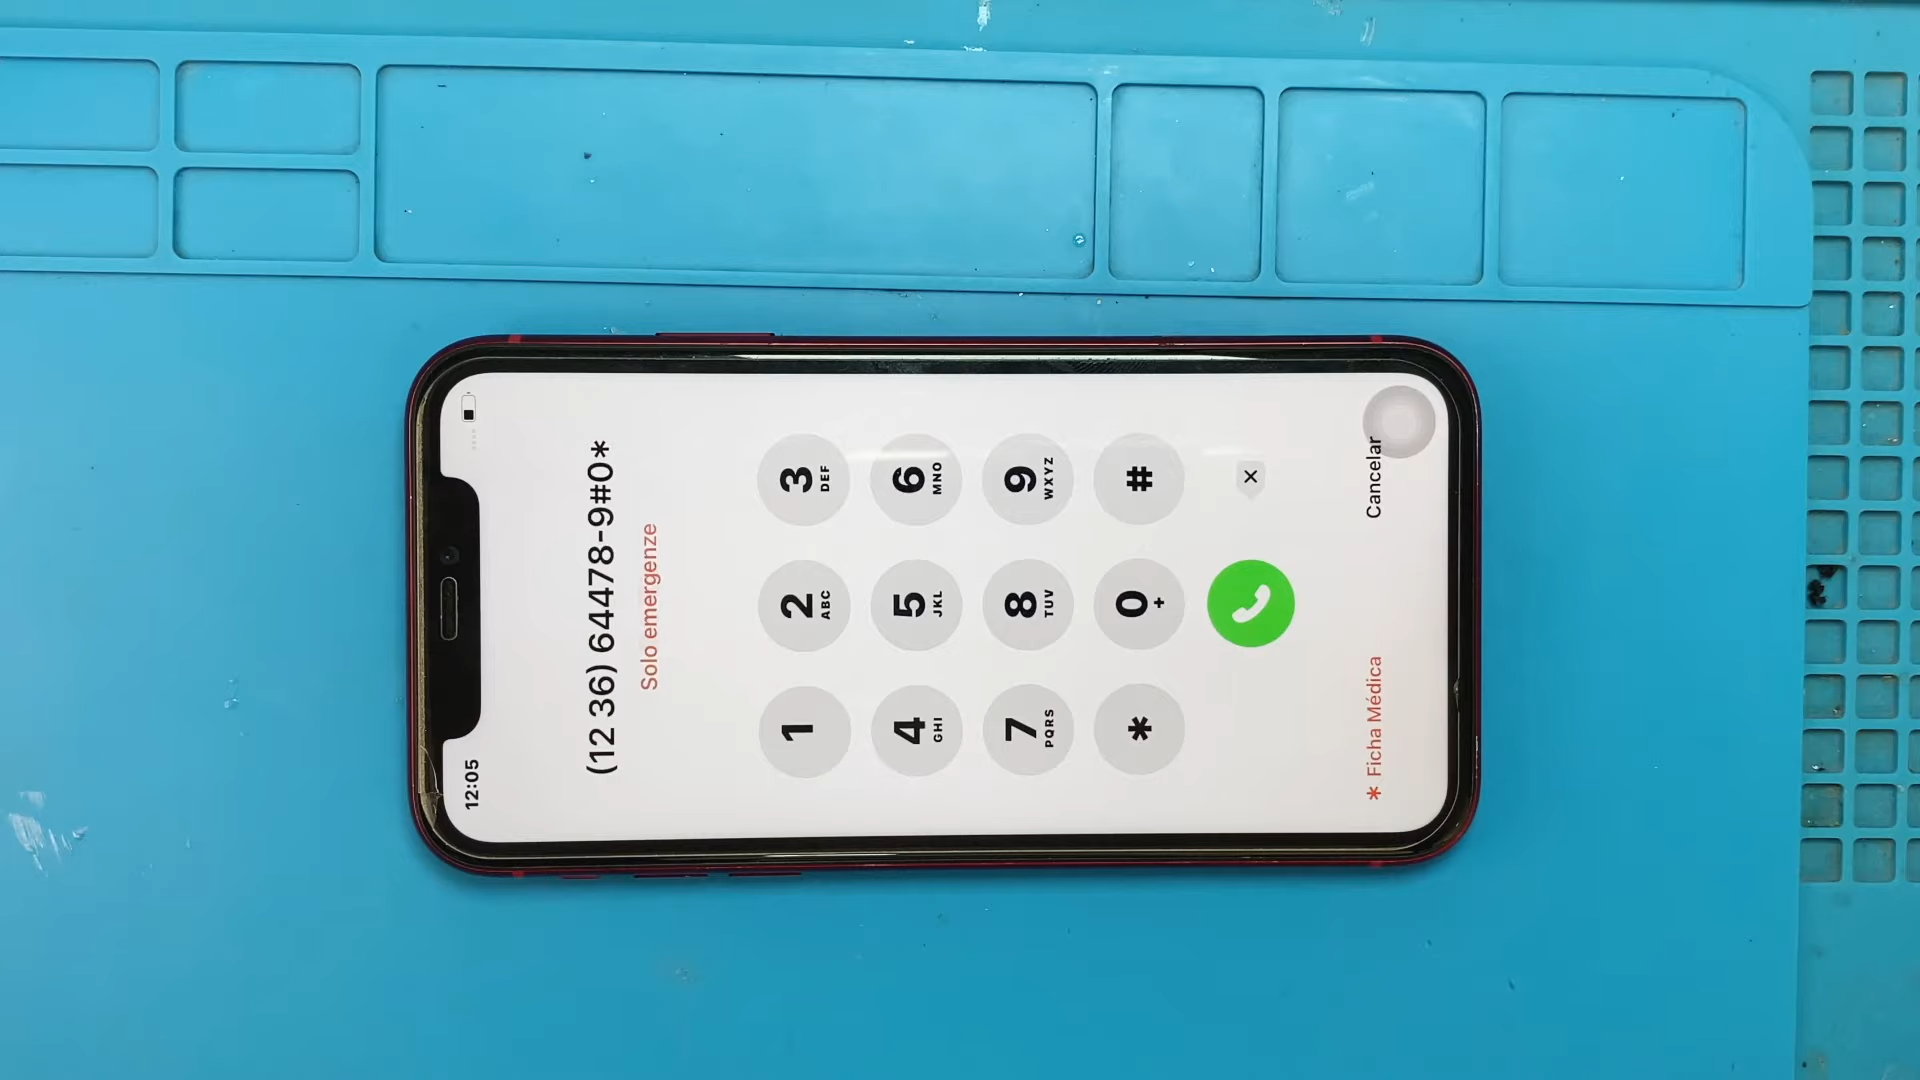 12:05
(12 36) 64478-9#0*
Solo emergenze
1
2
ABC
3
DEF
4
GHI
5
JKL
6
MNO
7
PQRS
8
TUV
9
WXYZ
*
0
+
#
* Ficha Médica
Cancelar